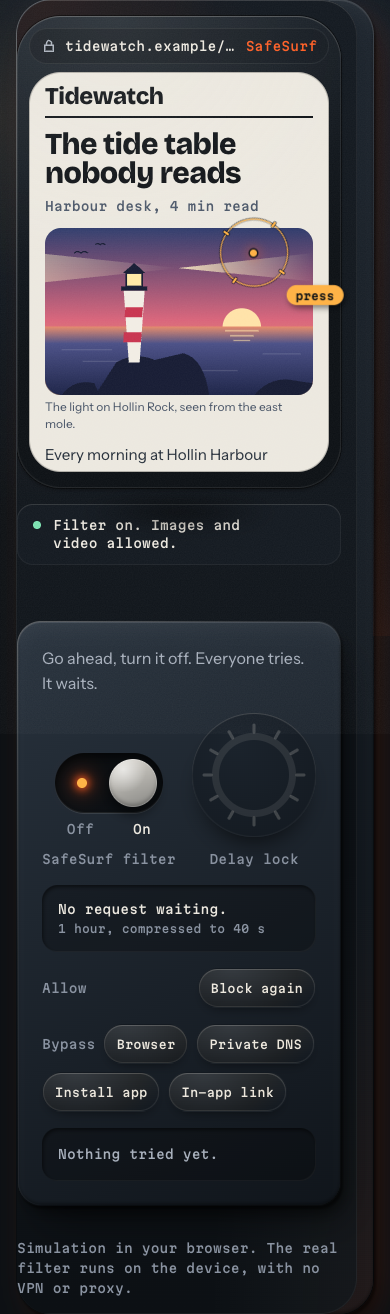 tidewatch.example/… SafeSurf
Tidewatch
The tide table
nobody reads
Harbour desk, 4 min read
press
The light on Hollin Rock, seen from the east
mole.
Every morning at Hollin Harbour
Filter on. Images and
video allowed.
Go ahead, turn it off. Everyone tries.
It waits.
Off On
SafeSurf filter Delay lock
No request waiting.
1 hour, compressed to 40 s
Allow Block again
Bypass Browser Private DNS
Install app In-app link
Nothing tried yet.
Simulation in your browser. The real
filter runs on the device, with no
VPN or proxy.